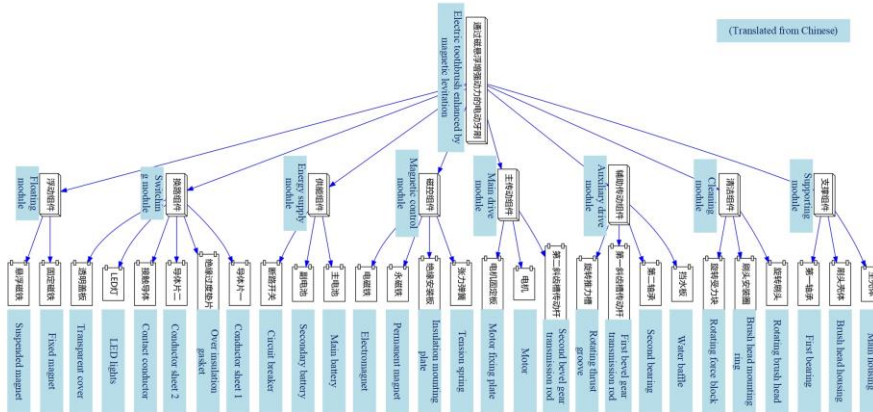 (Translated from Chinese)
通过磁悬浮增强动力的电动牙刷
Electric toothbrush enhanced by
magnetic levitation
浮动组件
Floating
module
换路组件
Switchin
g module
供能组件
Energy supply
module
磁控组件
Magnetic control
module
主传动组件
Main drive
module
辅助传动组件
Auxiliary drive
module
清洁组件
Cleaning
module
支撑组件
Supporting
module
悬浮磁铁
Suspended magnet
固定磁铁
Fixed magnet
透明盖板
Transparent cover
LED灯
LED lights
接触导体
Contact conductor
导体片二
Conductor sheet 2
绝缘过度垫片
Over insulation
gasket
导体片一
Conductor sheet 1
断路开关
Circuit breaker
副电池
Secondary battery
主电池
Main battery
电磁铁
Electromagnet
永磁铁
Permanent magnet
绝缘安装板
Insulation mounting
plate
张力弹簧
Tension spring
电机固定板
Motor fixing plate
电机
Motor
第二斜齿槽传动杆
Second bevel gear
transmission rod
旋转推力槽
Rotating thrust
groove
第一斜齿槽传动杆
First bevel gear
transmission rod
第二轴承
Second bearing
挡水板
Water baffle
旋转受力块
Rotating force block
刷头安装圈
Brush head mounting
ring
旋转刷头
Rotating brush head
第一轴承
First bearing
刷头壳体
Brush head housing
主壳体
Main housing